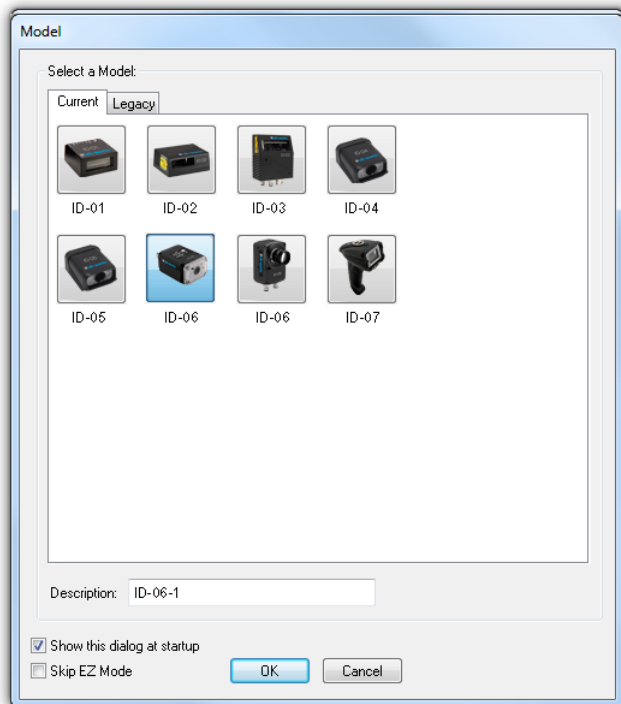 Model
Select a Model:
Current Legacy
ID-01 ID-02 ID-03 ID-04
ID-05 ID-06 ID-06 ID-07
Description: ID-06-1
Show this dialog at startup
Skip EZ Mode OK Cancel